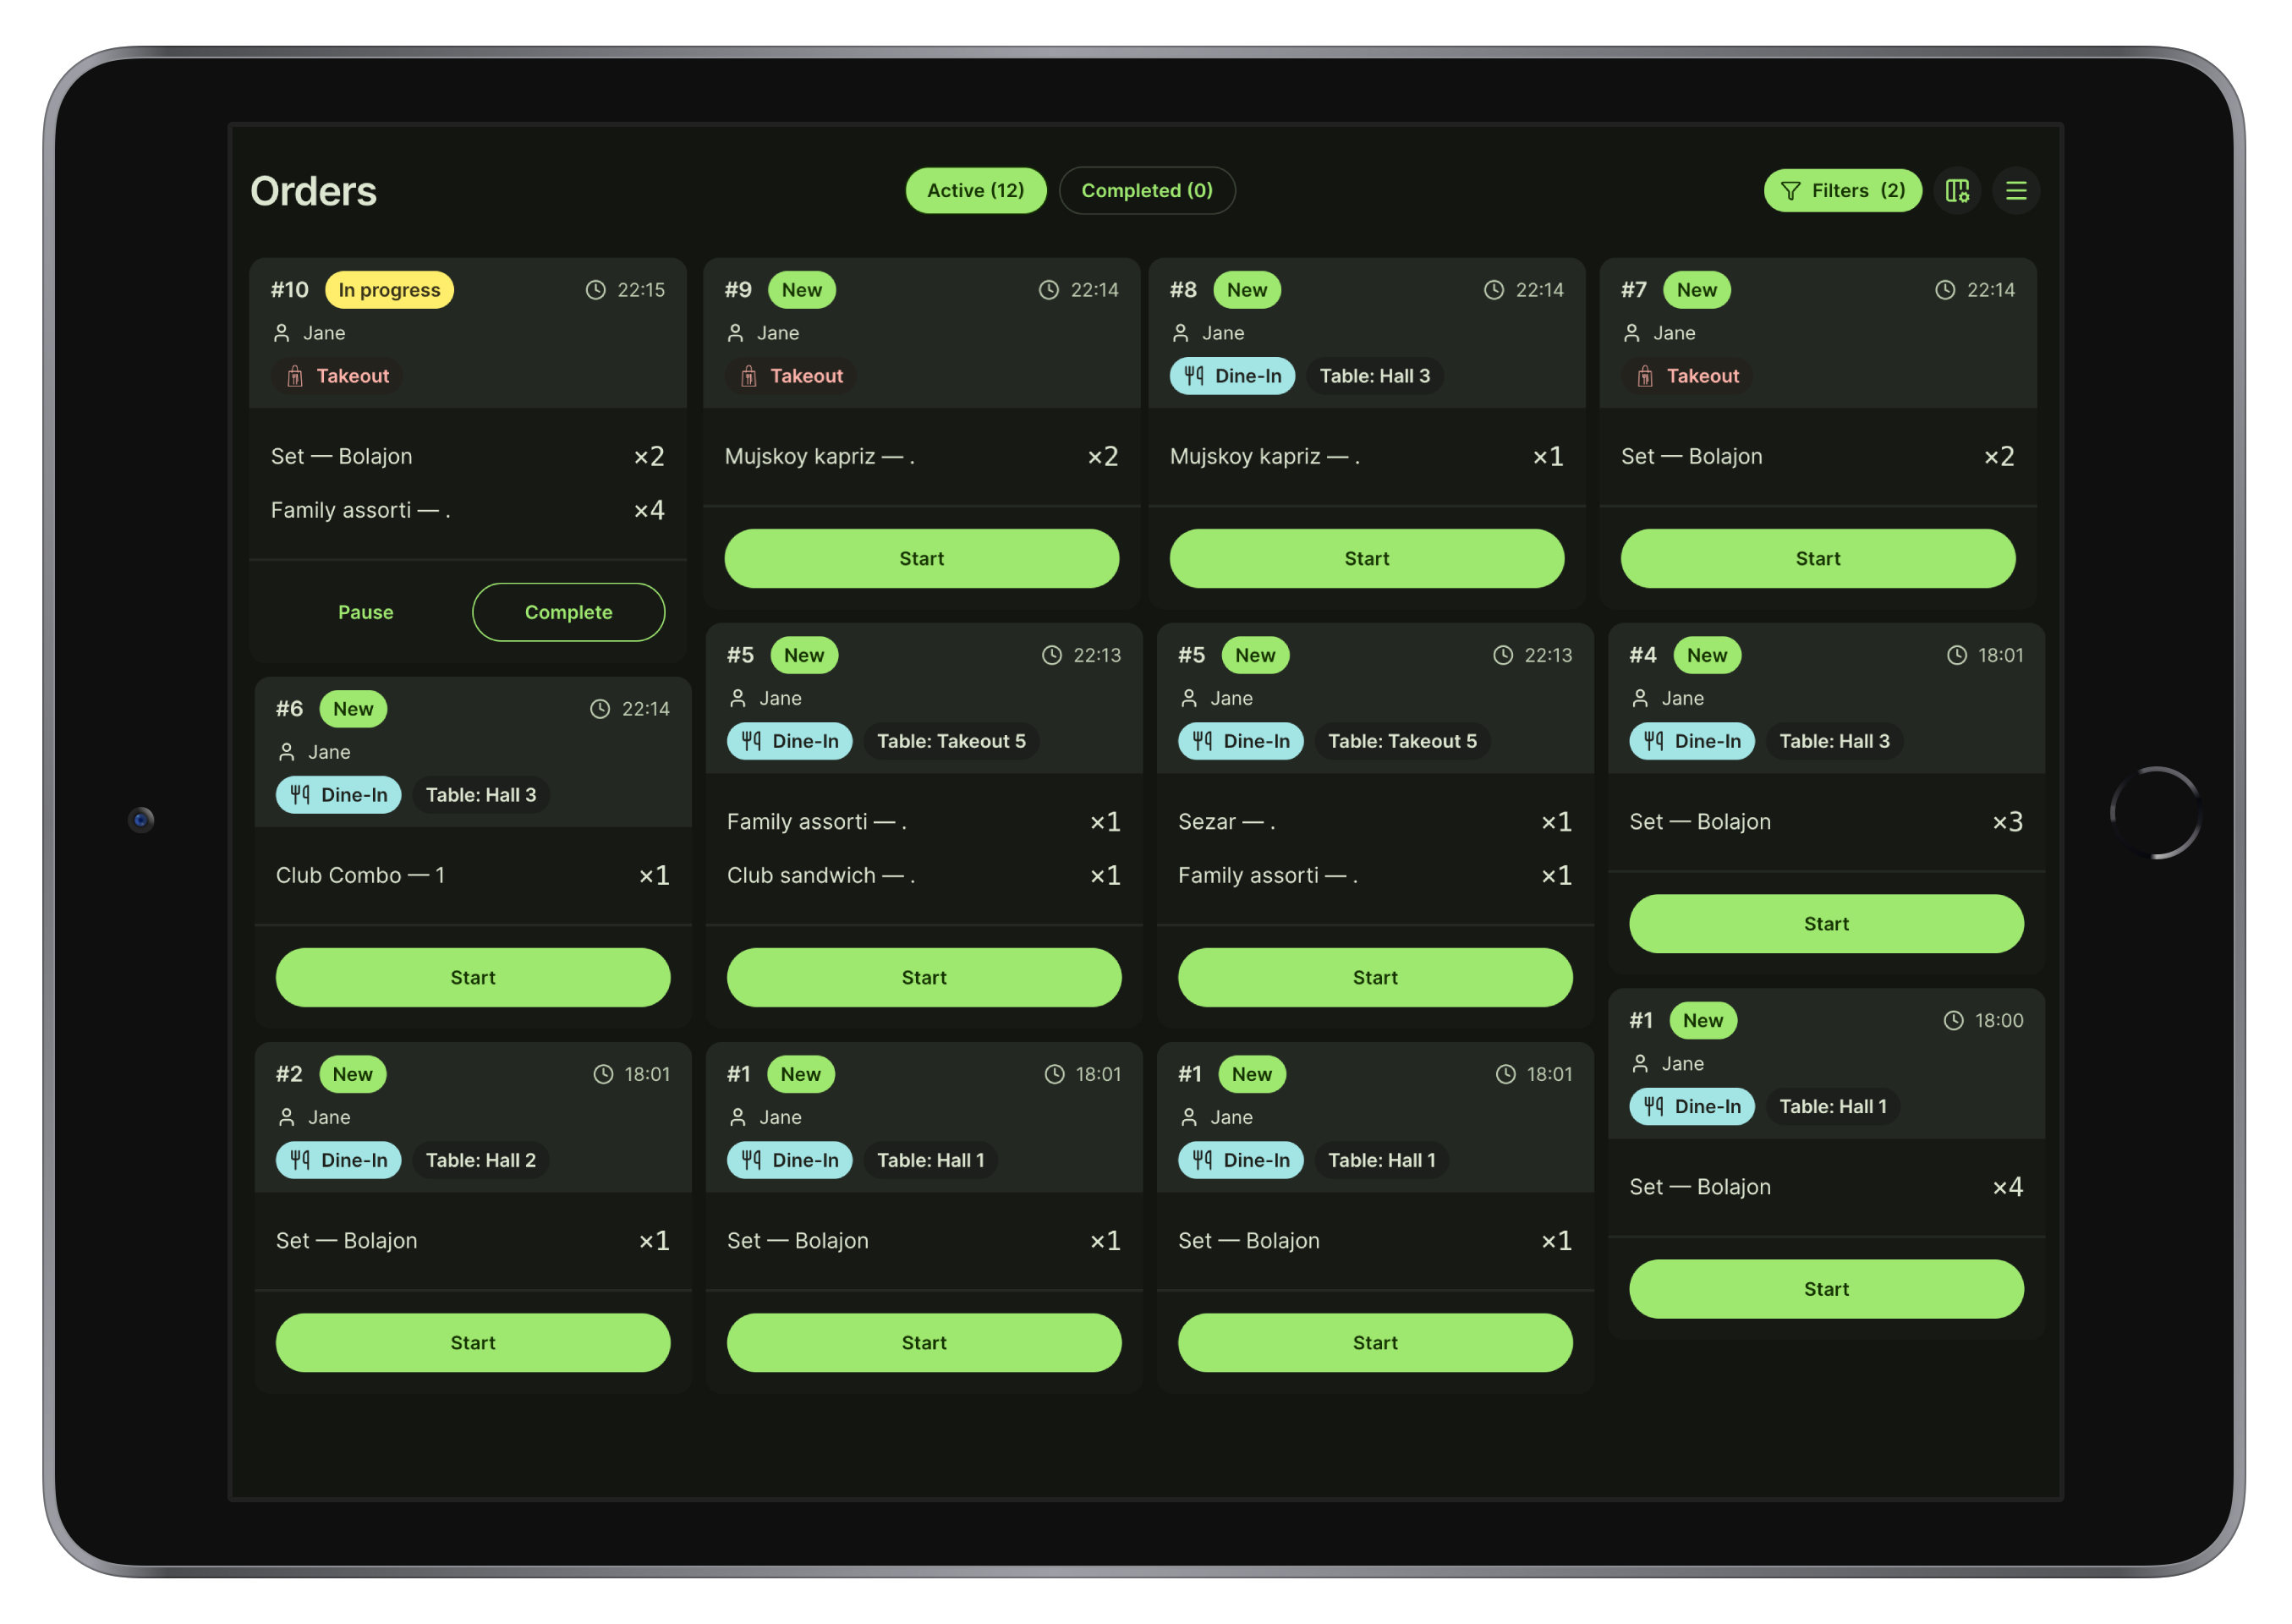 Orders
Active (12)
Completed (0)
Filters (2)
#10 In progress 22:15
Jane
Takeout
Set — Bolajon ×2
Family assorti — . ×4
Pause Complete
#9 New 22:14
Jane
Takeout
Mujskoy kapriz — . ×2
Start
#8 New 22:14
Jane
Dine-In Table: Hall 3
Mujskoy kapriz — . ×1
Start
#7 New 22:14
Jane
Takeout
Set — Bolajon ×2
Start
#6 New 22:14
Jane
Dine-In Table: Hall 3
Club Combo — 1 ×1
Start
#5 New 22:13
Jane
Dine-In Table: Takeout 5
Family assorti — . ×1
Club sandwich — . ×1
Start
#5 New 22:13
Jane
Dine-In Table: Takeout 5
Sezar — . ×1
Family assorti — . ×1
Start
#4 New 18:01
Jane
Dine-In Table: Hall 3
Set — Bolajon ×3
Start
#2 New 18:01
Jane
Dine-In Table: Hall 2
Set — Bolajon ×1
Start
#1 New 18:01
Jane
Dine-In Table: Hall 1
Set — Bolajon ×1
Start
#1 New 18:01
Jane
Dine-In Table: Hall 1
Set — Bolajon ×1
Start
#1 New 18:00
Jane
Dine-In Table: Hall 1
Set — Bolajon ×4
Start